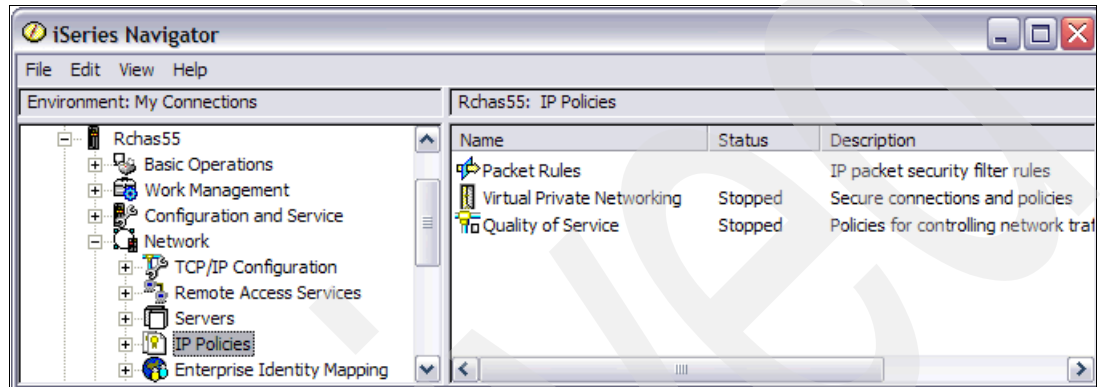 iSeries Navigator
File Edit View Help
Environment: My Connections
Rchas55: IP Policies
Rchas55
Basic Operations
Work Management
Configuration and Service
Network
TCP/IP Configuration
Remote Access Services
Servers
IP Policies
Enterprise Identity Mapping
Name Status Description
Packet Rules IP packet security filter rules
Virtual Private Networking Stopped Secure connections and policies
Quality of Service Stopped Policies for controlling network traf